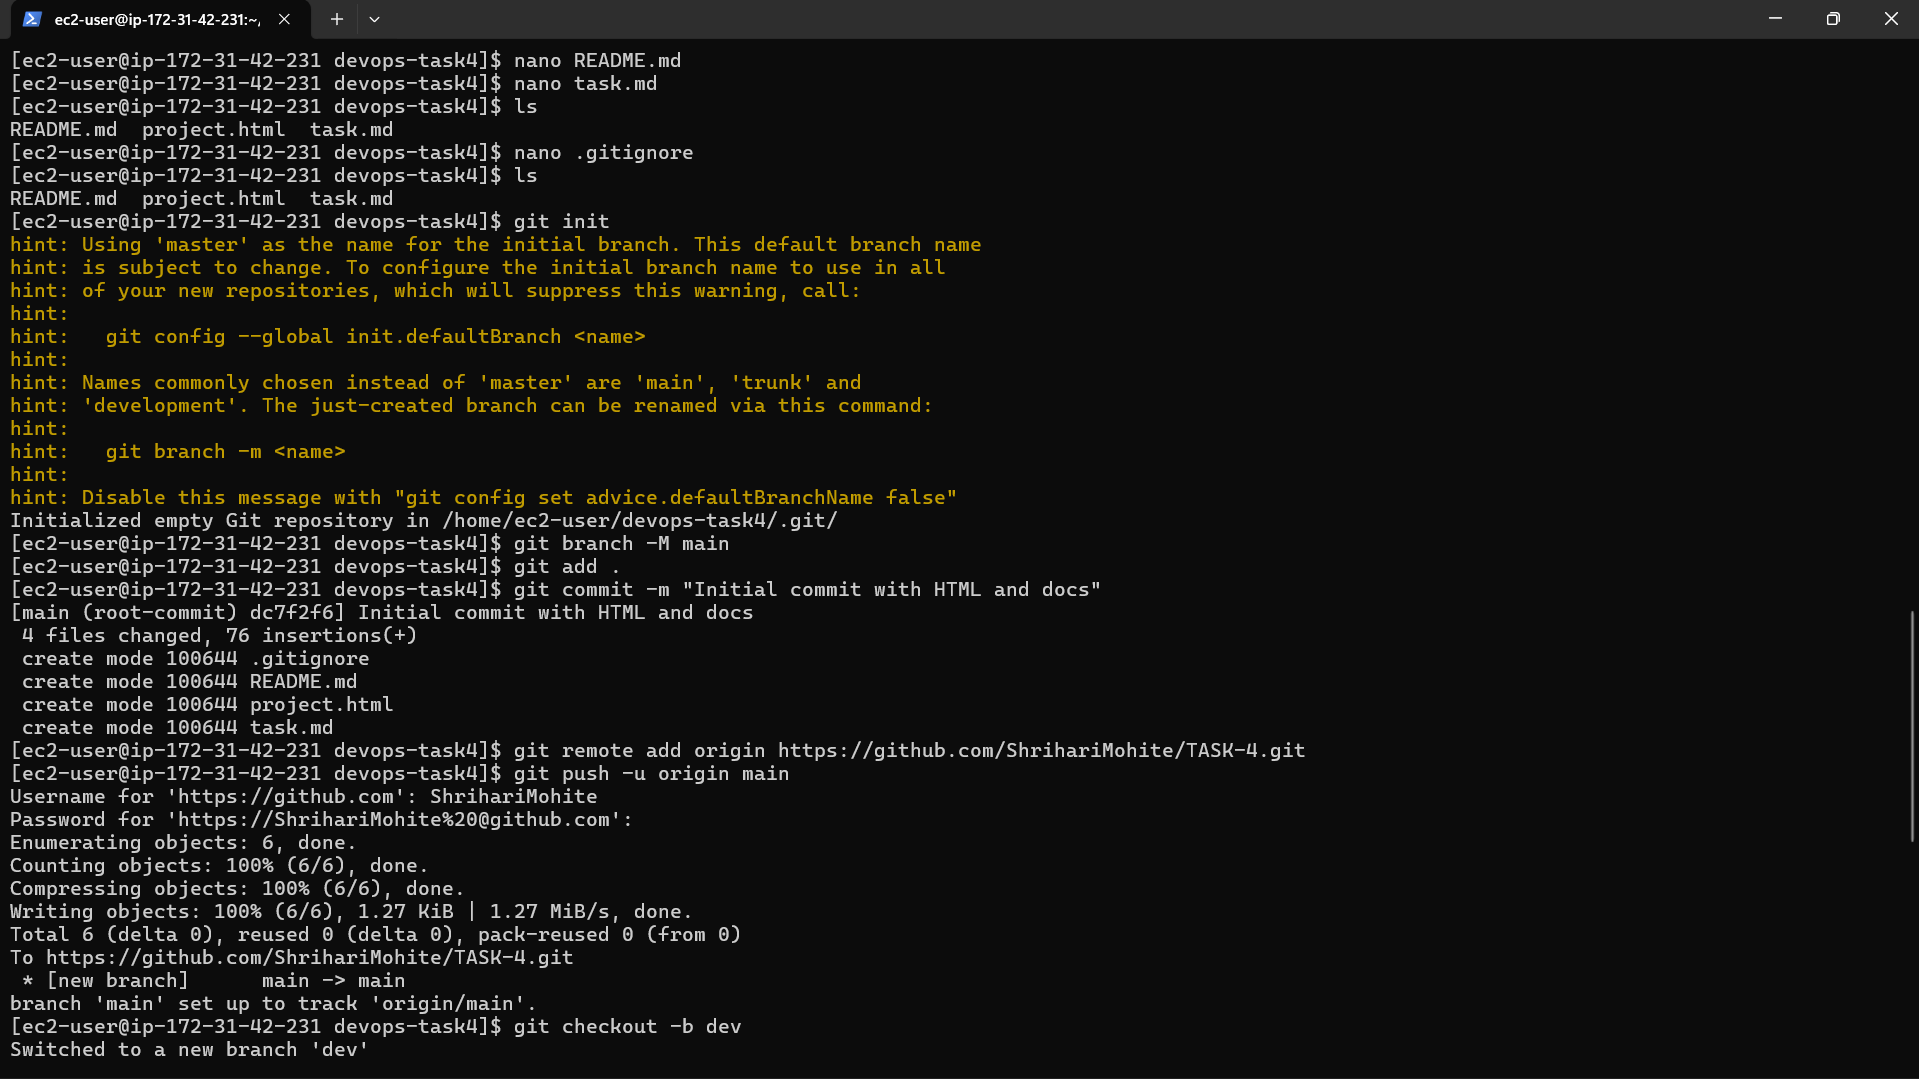 ec2-user@ip-172-31-42-231:~/
[ec2-user@ip-172-31-42-231 devops-task4]$ nano README.md
[ec2-user@ip-172-31-42-231 devops-task4]$ nano task.md
[ec2-user@ip-172-31-42-231 devops-task4]$ ls
README.md  project.html  task.md
[ec2-user@ip-172-31-42-231 devops-task4]$ nano .gitignore
[ec2-user@ip-172-31-42-231 devops-task4]$ ls
README.md  project.html  task.md
[ec2-user@ip-172-31-42-231 devops-task4]$ git init
hint: Using 'master' as the name for the initial branch. This default branch name
hint: is subject to change. To configure the initial branch name to use in all
hint: of your new repositories, which will suppress this warning, call:
hint:
hint:   git config --global init.defaultBranch <name>
hint:
hint: Names commonly chosen instead of 'master' are 'main', 'trunk' and
hint: 'development'. The just-created branch can be renamed via this command:
hint:
hint:   git branch -m <name>
hint:
hint: Disable this message with "git config set advice.defaultBranchName false"
Initialized empty Git repository in /home/ec2-user/devops-task4/.git/
[ec2-user@ip-172-31-42-231 devops-task4]$ git branch -M main
[ec2-user@ip-172-31-42-231 devops-task4]$ git add .
[ec2-user@ip-172-31-42-231 devops-task4]$ git commit -m "Initial commit with HTML and docs"
[main (root-commit) dc7f2f6] Initial commit with HTML and docs
 4 files changed, 76 insertions(+)
 create mode 100644 .gitignore
 create mode 100644 README.md
 create mode 100644 project.html
 create mode 100644 task.md
[ec2-user@ip-172-31-42-231 devops-task4]$ git remote add origin https://github.com/ShrihariMohite/TASK-4.git
[ec2-user@ip-172-31-42-231 devops-task4]$ git push -u origin main
Username for 'https://github.com': ShrihariMohite
Password for 'https://ShrihariMohite%20@github.com':
Enumerating objects: 6, done.
Counting objects: 100% (6/6), done.
Compressing objects: 100% (6/6), done.
Writing objects: 100% (6/6), 1.27 KiB | 1.27 MiB/s, done.
Total 6 (delta 0), reused 0 (delta 0), pack-reused 0 (from 0)
To https://github.com/ShrihariMohite/TASK-4.git
 * [new branch]      main -> main
branch 'main' set up to track 'origin/main'.
[ec2-user@ip-172-31-42-231 devops-task4]$ git checkout -b dev
Switched to a new branch 'dev'